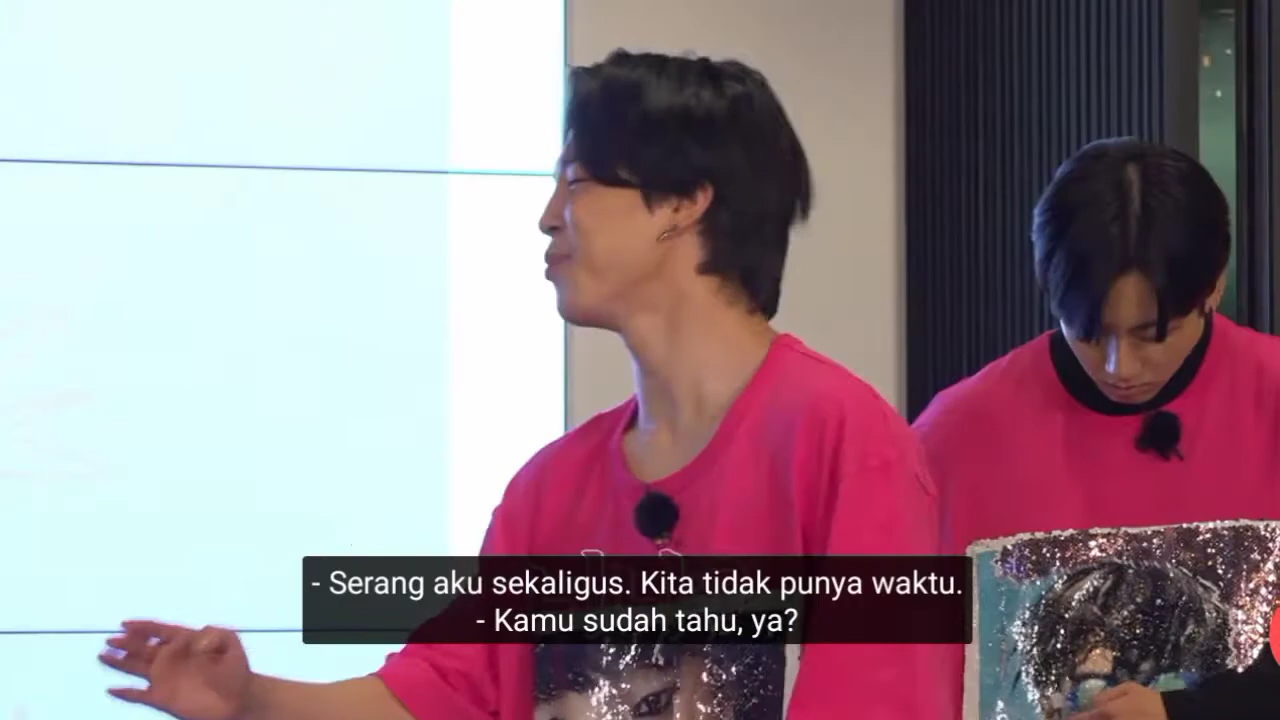 - Serang aku sekaligus. Kita tidak punya waktu.
- Kamu sudah tahu, ya?